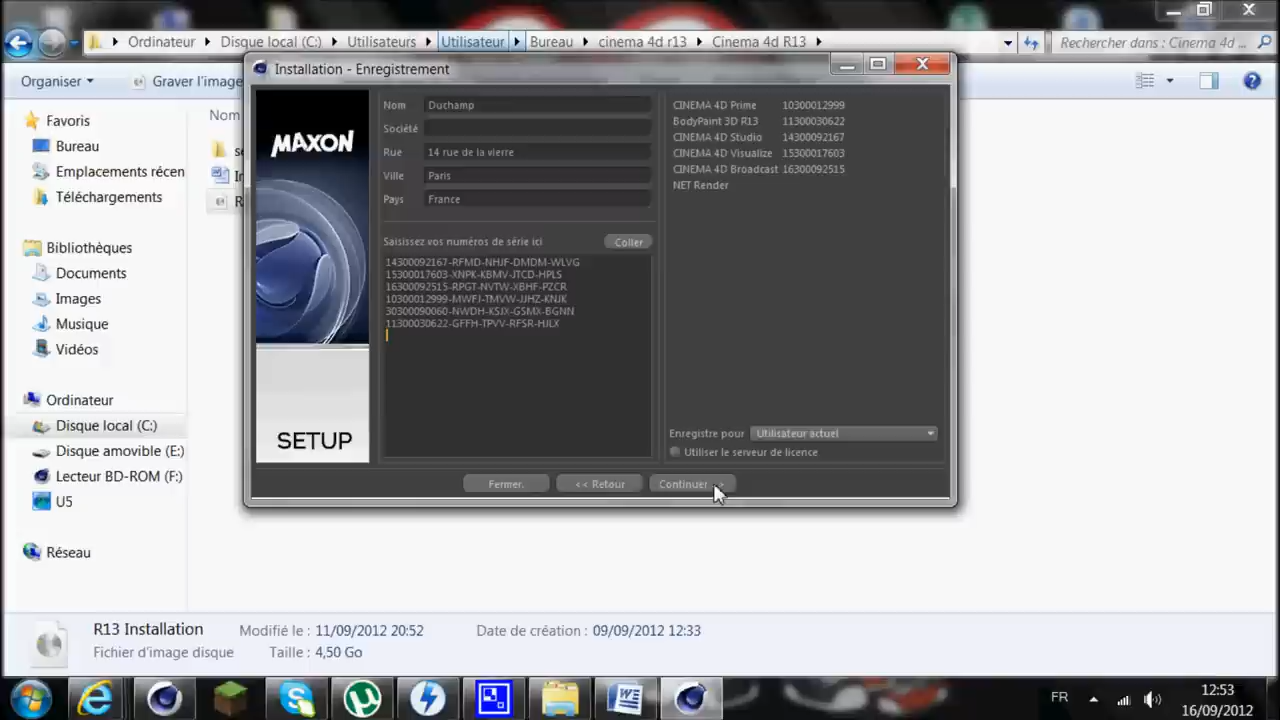 Ordinateur
Disque local (C:)
Utilisateurs
Utilisateur
Bureau
cinema 4d r13
Cinema 4d R13
Rechercher dans : Cinema 4d ...
Organiser
Graver l'image
Favoris
Bureau
Emplacements récen
Téléchargements
Bibliothèques
Documents
Images
Musique
Vidéos
Ordinateur
Disque local (C:)
Disque amovible (E:)
Lecteur BD-ROM (F:)
U5
Réseau
Nom
Installation - Enregistrement
MAXON
SETUP
Nom Duchamp
Société
Rue 14 rue de la vierre
Ville Paris
Pays France
Saisissez vos numéros de série ici
Coller
14300092167-RFMD-NHJF-DMDM-WLVG
15300017603-XNPK-KBMV-JTCD-HPLS
16300092515-RPGT-NVTW-XBHF-PZCR
10300012999-MWFJ-TMVW-JJHZ-KNJK
30300090060-NWDH-KSJX-GSMX-BGNN
11300030622-GFFH-TPVV-RFSR-HJLX
CINEMA 4D Prime 10300012999
BodyPaint 3D R13 11300030622
CINEMA 4D Studio 14300092167
CINEMA 4D Visualize 15300017603
CINEMA 4D Broadcast 16300092515
NET Render
Enregistre pour Utilisateur actuel
Utiliser le serveur de licence
Fermer.
<< Retour
Continuer
R13 Installation
Modifié le : 11/09/2012 20:52
Date de création : 09/09/2012 12:33
Fichier d'image disque
Taille : 4,50 Go
FR
12:53
16/09/2012